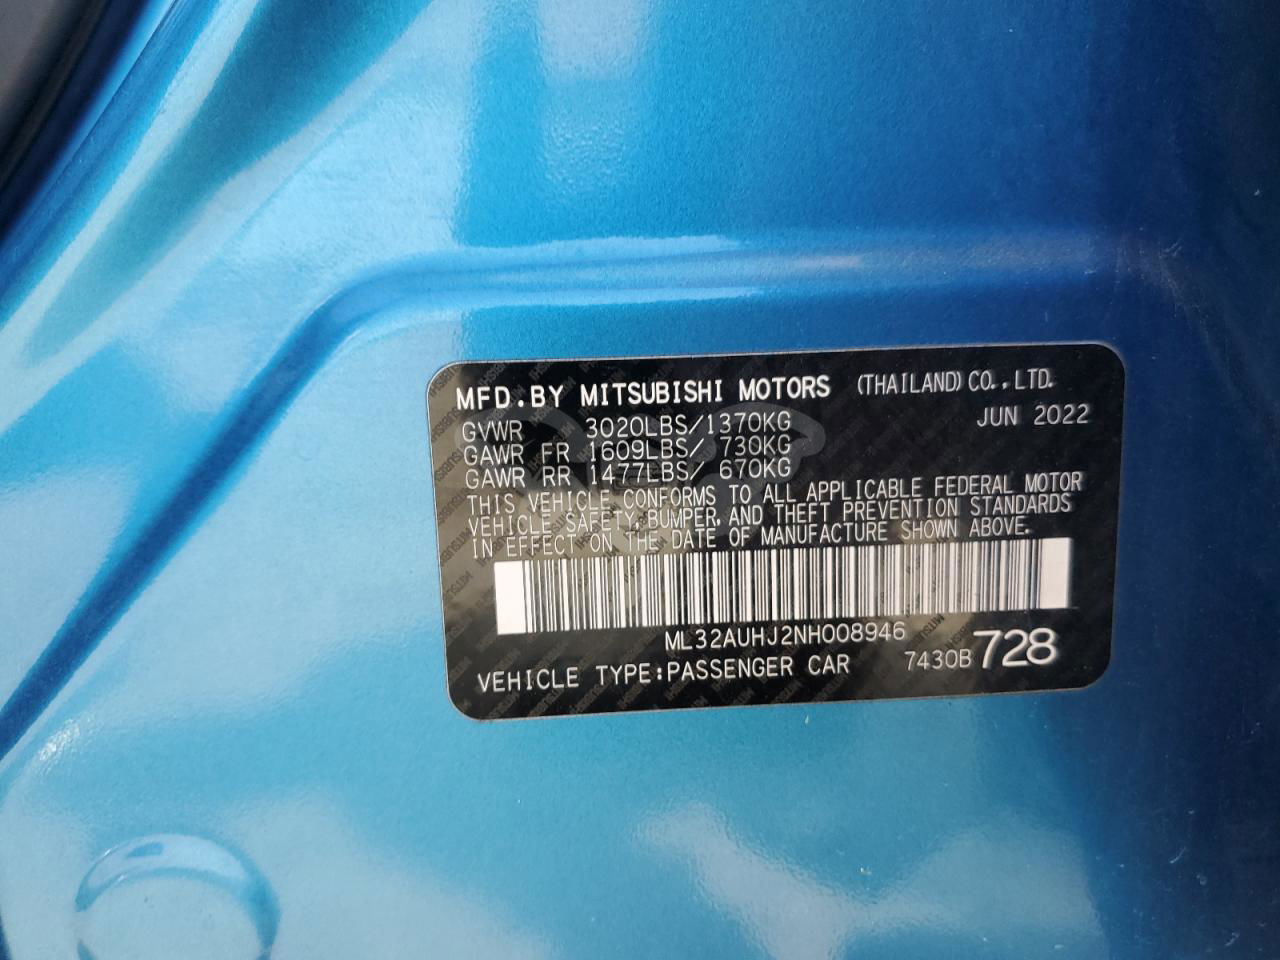 MFD.BY MITSUBISHI MOTORS (THAILAND) CO.,LTD.
JUN 2022
GVWR 3020LBS/1370KG
GAWR FR 1609LBS/ 730KG
GAWR RR 1477LBS/ 670KG
THIS VEHICLE CONFORMS TO ALL APPLICABLE FEDERAL MOTOR
VEHICLE SAFETY, BUMPER, AND THEFT PREVENTION STANDARDS
IN EFFECT ON THE DATE OF MANUFACTURE SHOWN ABOVE.
ML32AUHJ2NH008946
VEHICLE TYPE:PASSENGER CAR 7430B 728